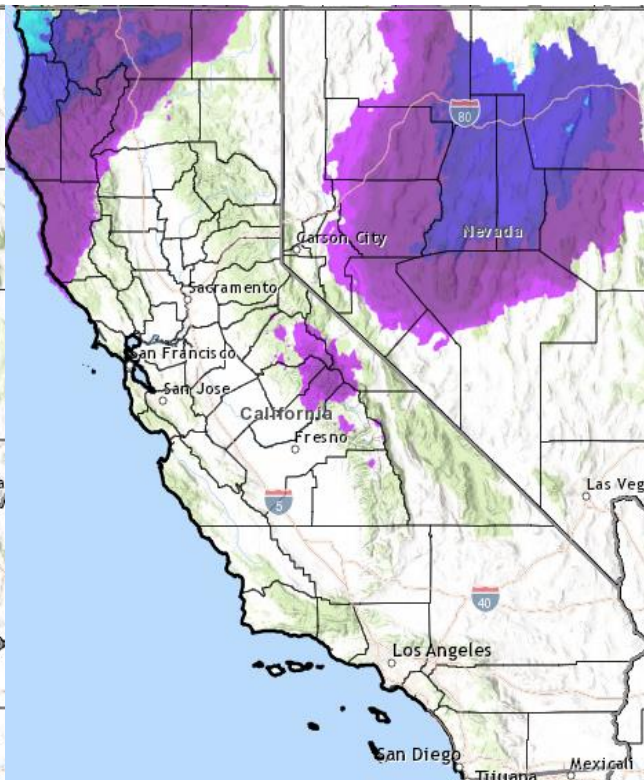 80
Nevada
Carson City
Sacramento
San Francisco
San Jose
California
Fresno
5
Las Veg
40
Los Angeles
San Diego
Tijuana
Mexicali